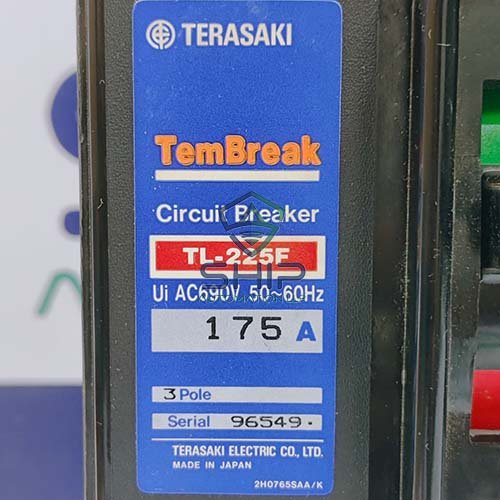 TERASAKI
TemBreak
Circuit Breaker
TL-225F
SHIP
Ui AC690V 50~60Hz
175 A
3 Pole
Serial 96549-
TERASAKI ELECTRIC CO., LTD.
MADE IN JAPAN
2H0765SAA/K